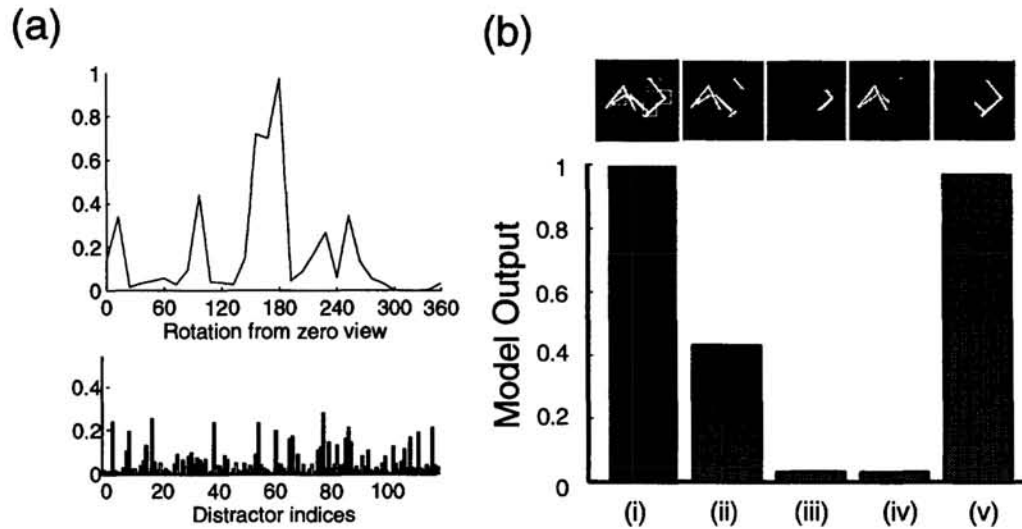 (a)
1
0.8
0.6
0.4
0.2
0
0 60 120 180 240 300 360
Rotation from zero view
0.4
0.2
0
0 20 40 60 80 100
Distractor indices
(b)
1
0.8
0.6
0.4
0.2
0
Model Output
(i) (ii) (iii) (iv) (v)